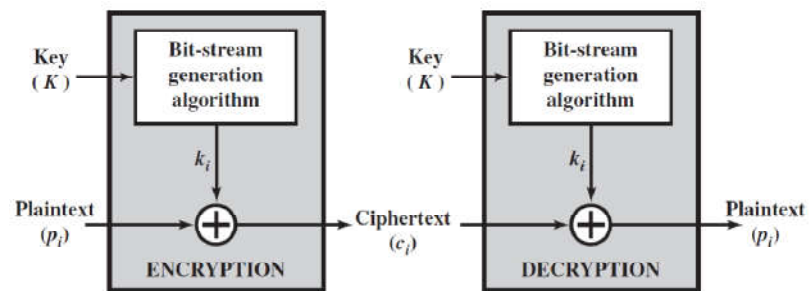 Key
( K )
Bit-stream
generation
algorithm
k_i
Plaintext
(p_i)
ENCRYPTION
Ciphertext
(c_i)
Key
( K )
Bit-stream
generation
algorithm
k_i
DECRYPTION
Plaintext
(p_i)